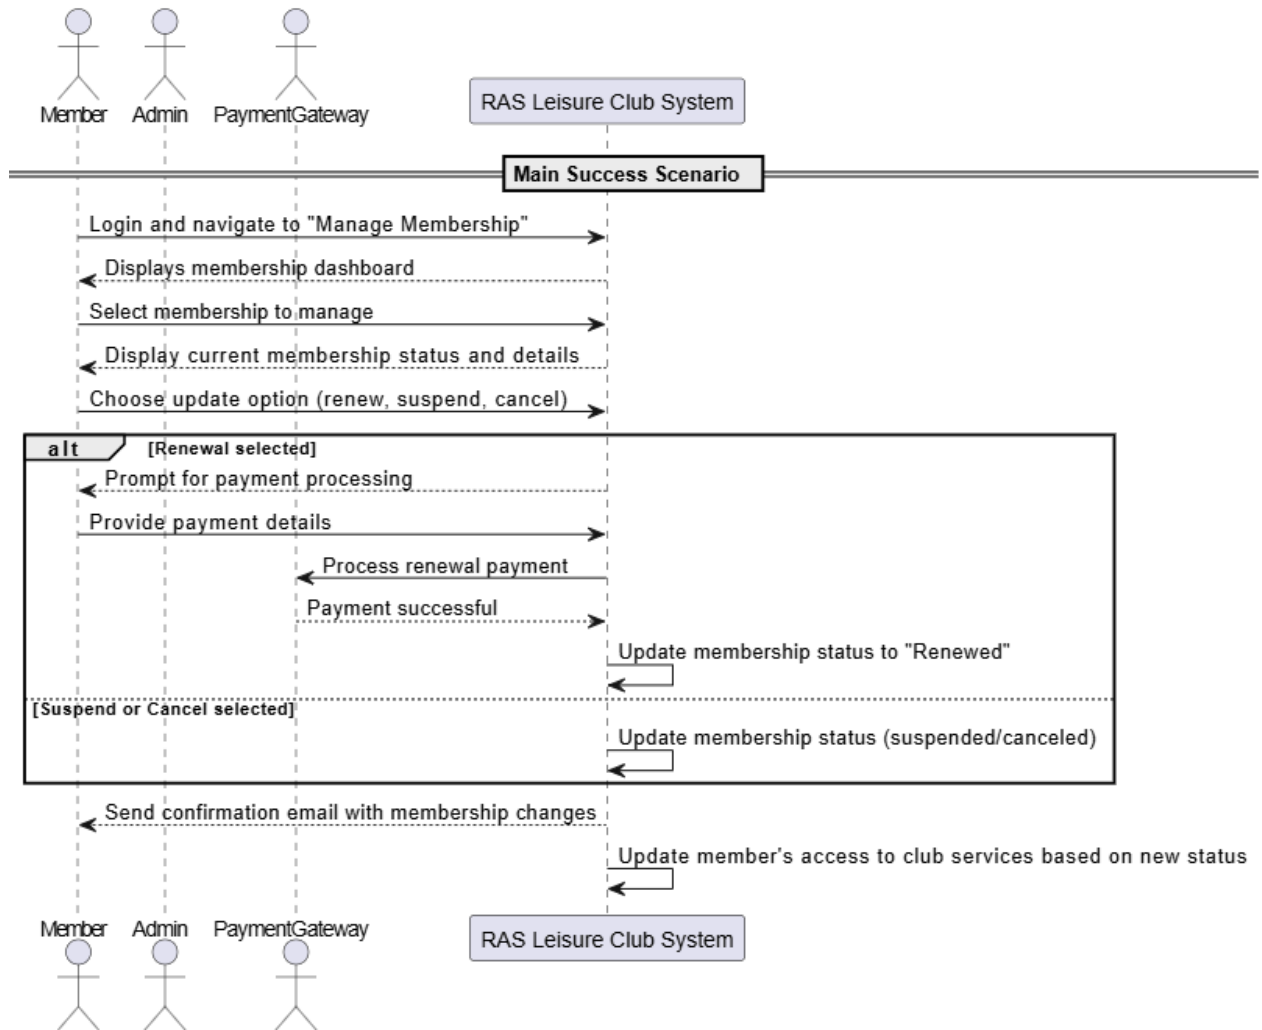 Member Admin PaymentGateway
RAS Leisure Club System
Main Success Scenario
Login and navigate to "Manage Membership"
Displays membership dashboard
Select membership to manage
Display current membership status and details
Choose update option (renew, suspend, cancel)
alt [Renewal selected]
Prompt for payment processing
Provide payment details
Process renewal payment
Payment successful
Update membership status to "Renewed"
[Suspend or Cancel selected]
Update membership status (suspended/canceled)
Send confirmation email with membership changes
Update member's access to club services based on new status
Member Admin PaymentGateway
RAS Leisure Club System